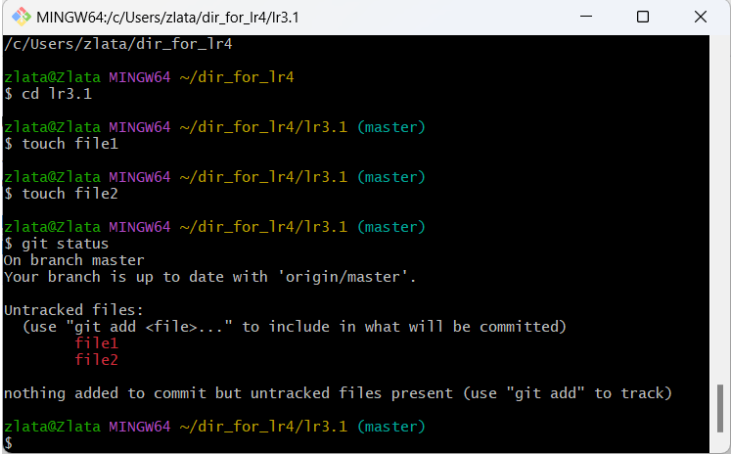 MINGW64:/c/Users/zlata/dir_for_lr4/lr3.1
/c/Users/zlata/dir_for_lr4
zlata@Zlata MINGW64 ~/dir_for_lr4
$ cd lr3.1
zlata@Zlata MINGW64 ~/dir_for_lr4/lr3.1 (master)
$ touch file1
zlata@Zlata MINGW64 ~/dir_for_lr4/lr3.1 (master)
$ touch file2
zlata@Zlata MINGW64 ~/dir_for_lr4/lr3.1 (master)
$ git status
On branch master
Your branch is up to date with 'origin/master'.
Untracked files:
  (use "git add <file>..." to include in what will be committed)
        file1
        file2
nothing added to commit but untracked files present (use "git add" to track)
zlata@Zlata MINGW64 ~/dir_for_lr4/lr3.1 (master)
$